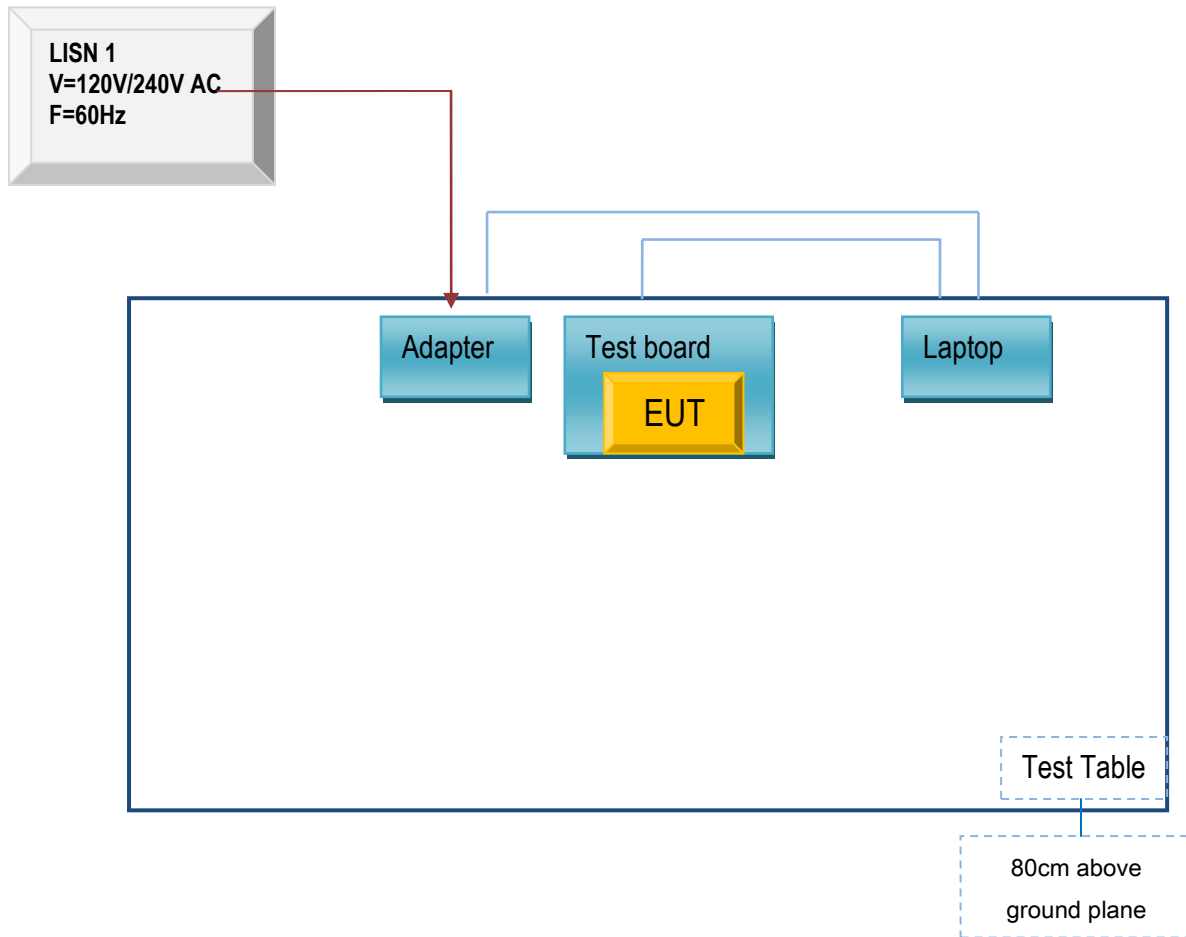 LISN 1
V=120V/240V AC
F=60Hz
Adapter
Test board
EUT
Laptop
Test Table
80cm above
ground plane